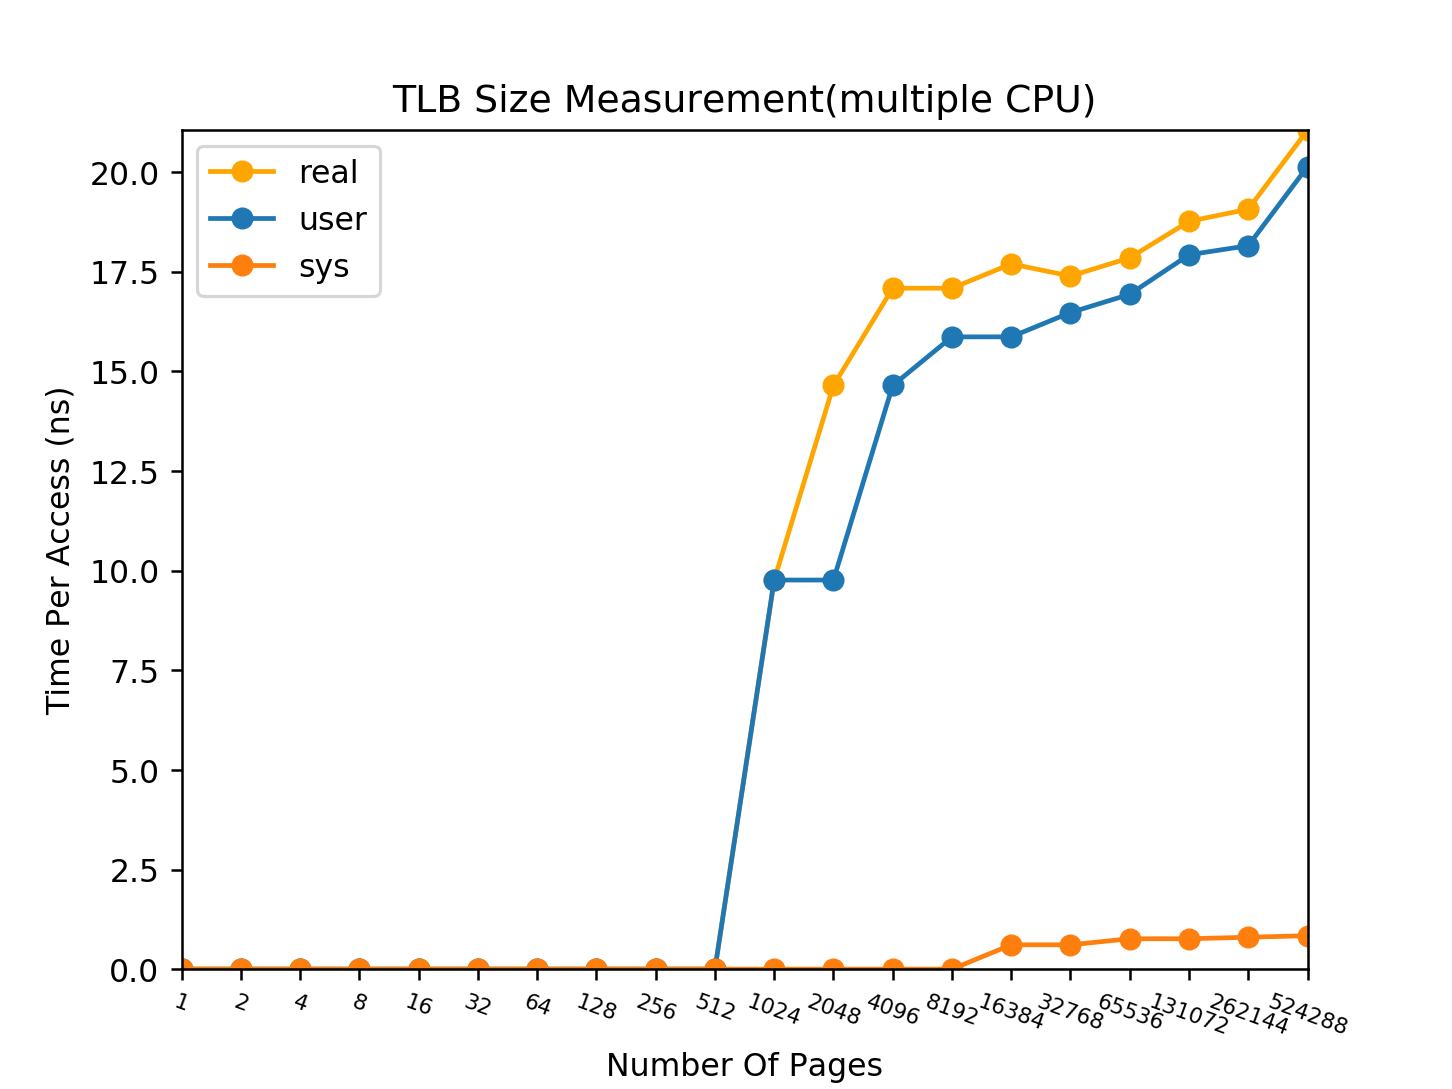 TLB Size Measurement(multiple CPU)
real
user
sys
20.0
17.5
15.0
12.5
10.0
7.5
5.0
2.5
0.0
Time Per Access (ns)
1 2 4 8 16 32 64 128 256 512 1024 2048 4096 8192 16384 32768 65536 131072 262144 524288
Number Of Pages